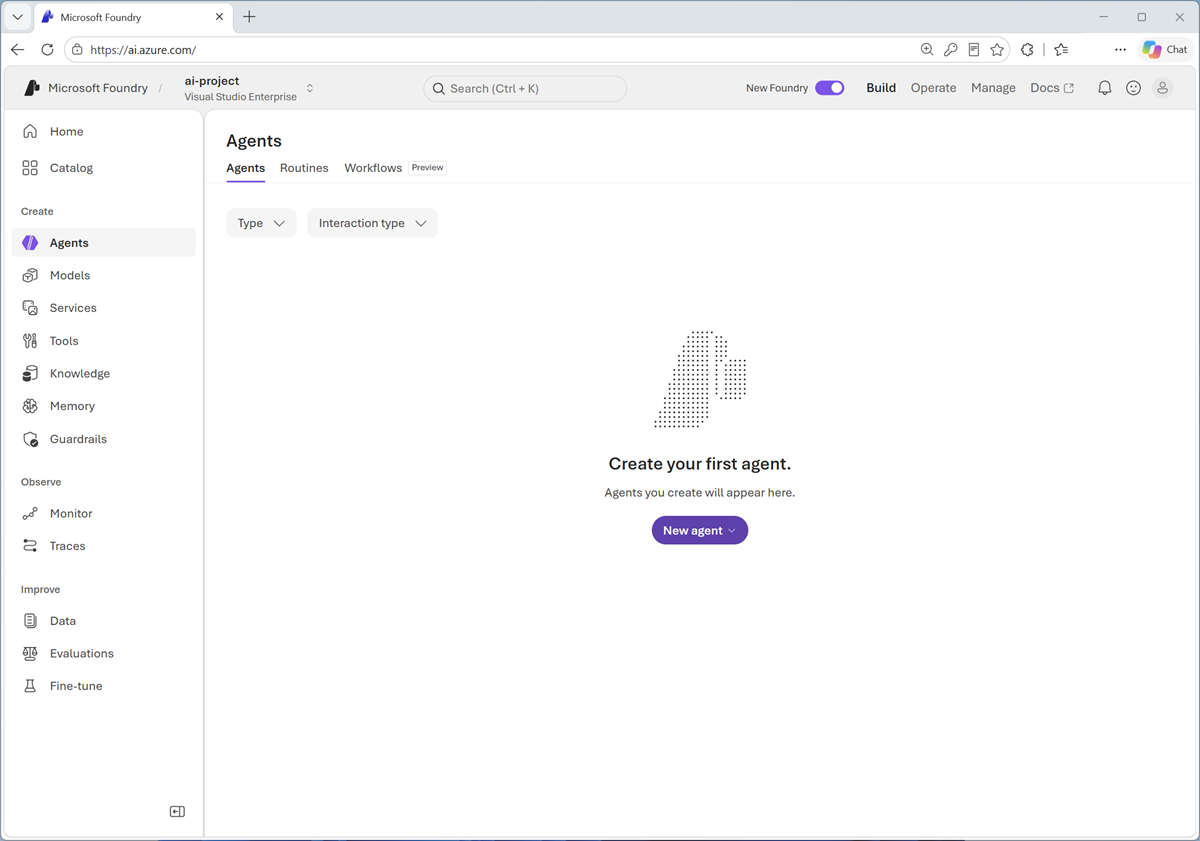 Microsoft Foundry
https://ai.azure.com/
Chat
Microsoft Foundry / ai-project
Visual Studio Enterprise
Search (Ctrl + K)
New Foundry
Build
Operate
Manage
Docs
Home
Catalog
Create
Agents
Models
Services
Tools
Knowledge
Memory
Guardrails
Observe
Monitor
Traces
Improve
Data
Evaluations
Fine-tune
Agents
Agents Routines Workflows Preview
Type Interaction type
Create your first agent.
Agents you create will appear here.
New agent